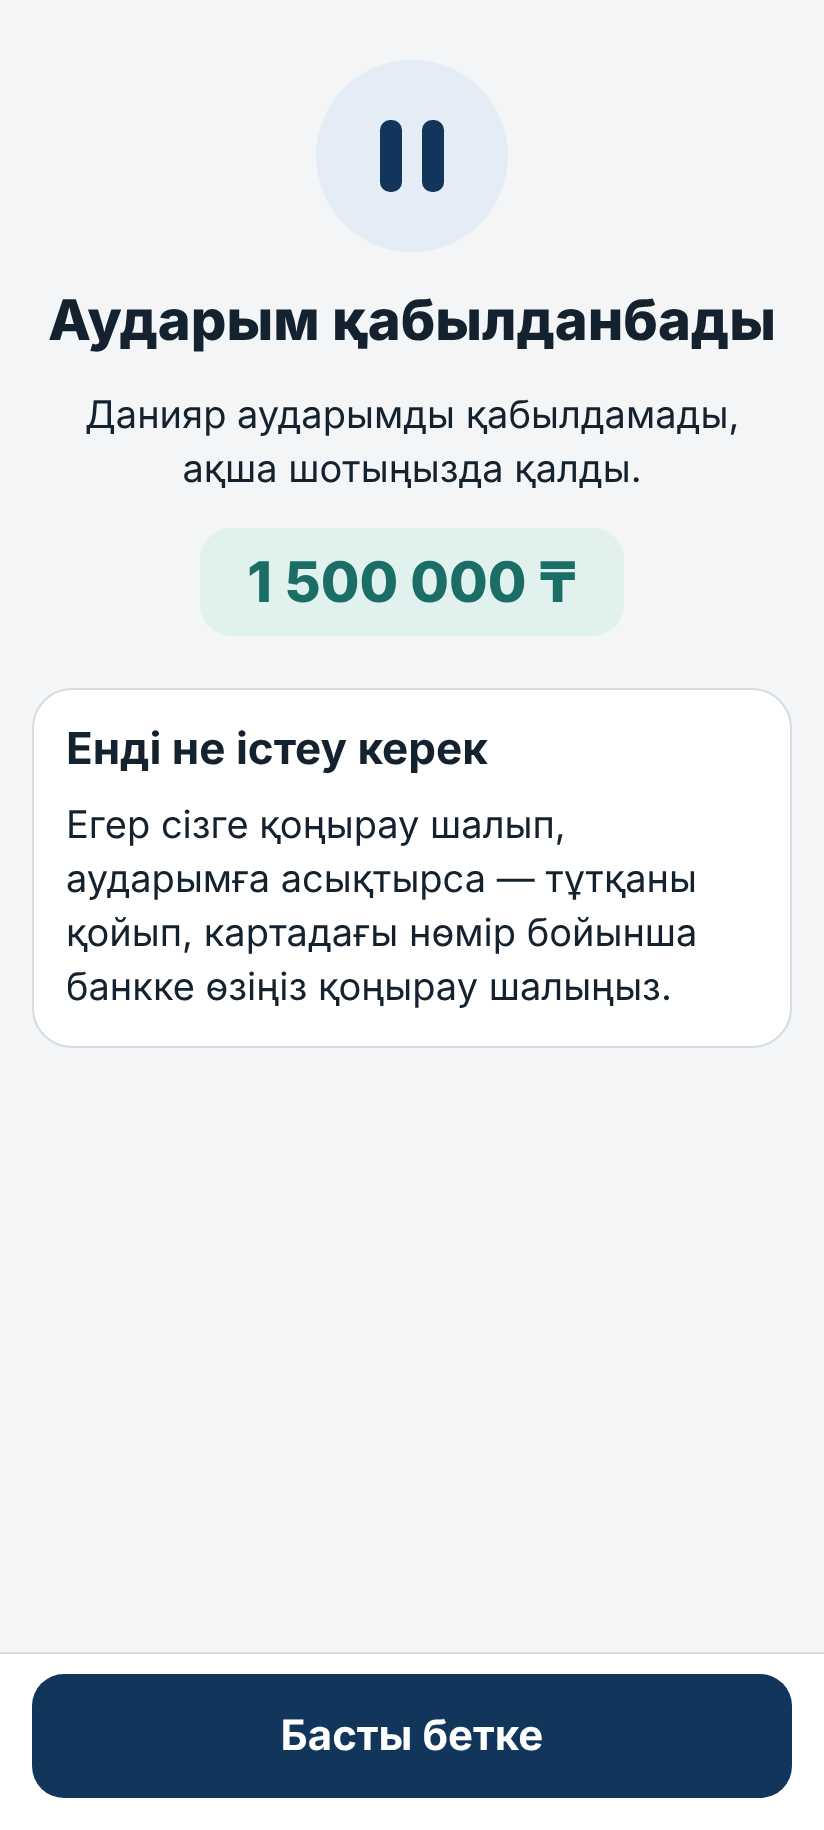 Аударым қабылданбады
Данияр аударымды қабылдамады,
ақша шотыңызда қалды.
1 500 000 ₸
Енді не істеу керек
Егер сізге қоңырау шалып,
аударымға асықтырса — тұтқаны
қойып, картадағы нөмір бойынша
банкке өзіңіз қоңырау шалыңыз.
Басты бетке